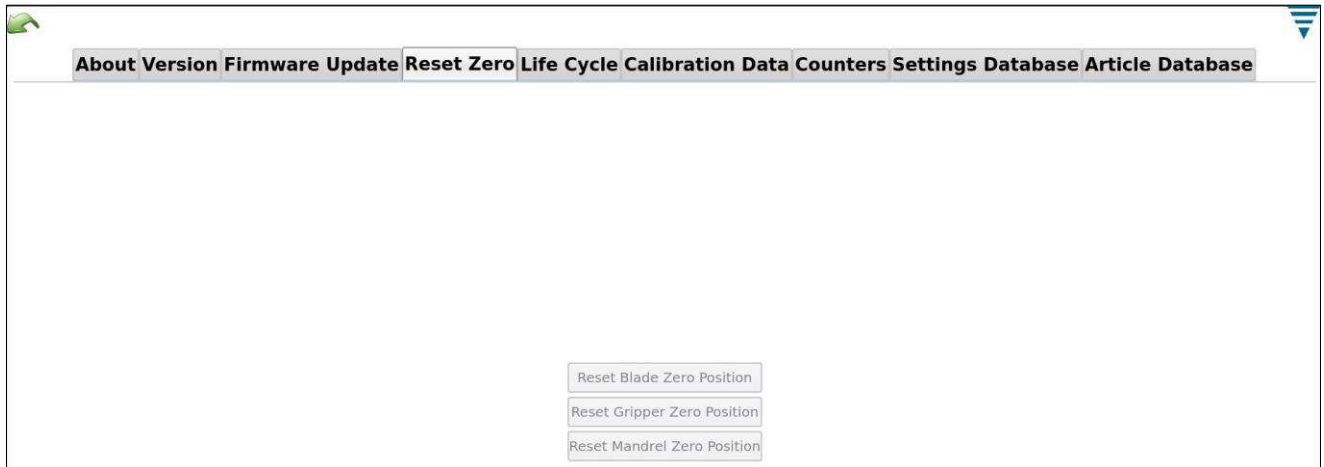 About Version Firmware Update Reset Zero Life Cycle Calibration Data Counters Settings Database Article Database
Reset Blade Zero Position
Reset Gripper Zero Position
Reset Mandrel Zero Position